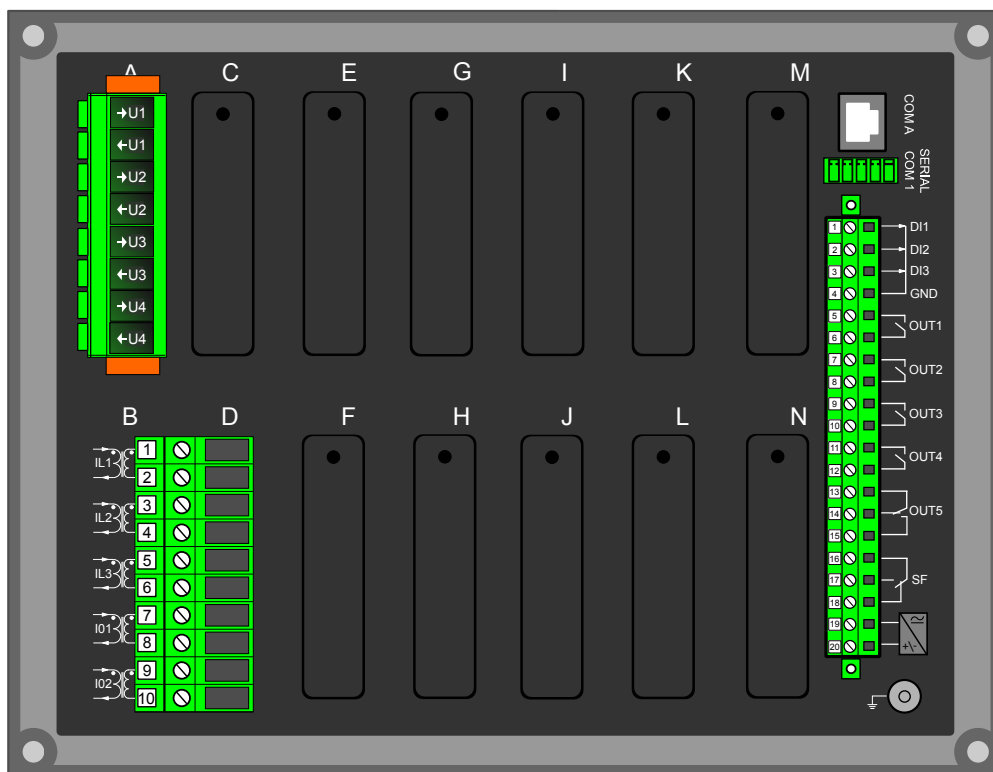 A C E G I K M
→U1
←U1
→U2
←U2
→U3
←U3
→U4
←U4
COM A
SERIAL
COM 1
1 DI1
2 DI2
3 DI3
4 GND
5
OUT1
6
7
OUT2
8
9
OUT3
10
11
OUT4
12
13
14 OUT5
15
16
17 SF
18
19
20 +/-
B D F H J L N
IL1
1
2
IL2
3
4
IL3
5
6
I01
7
8
I02
9
10